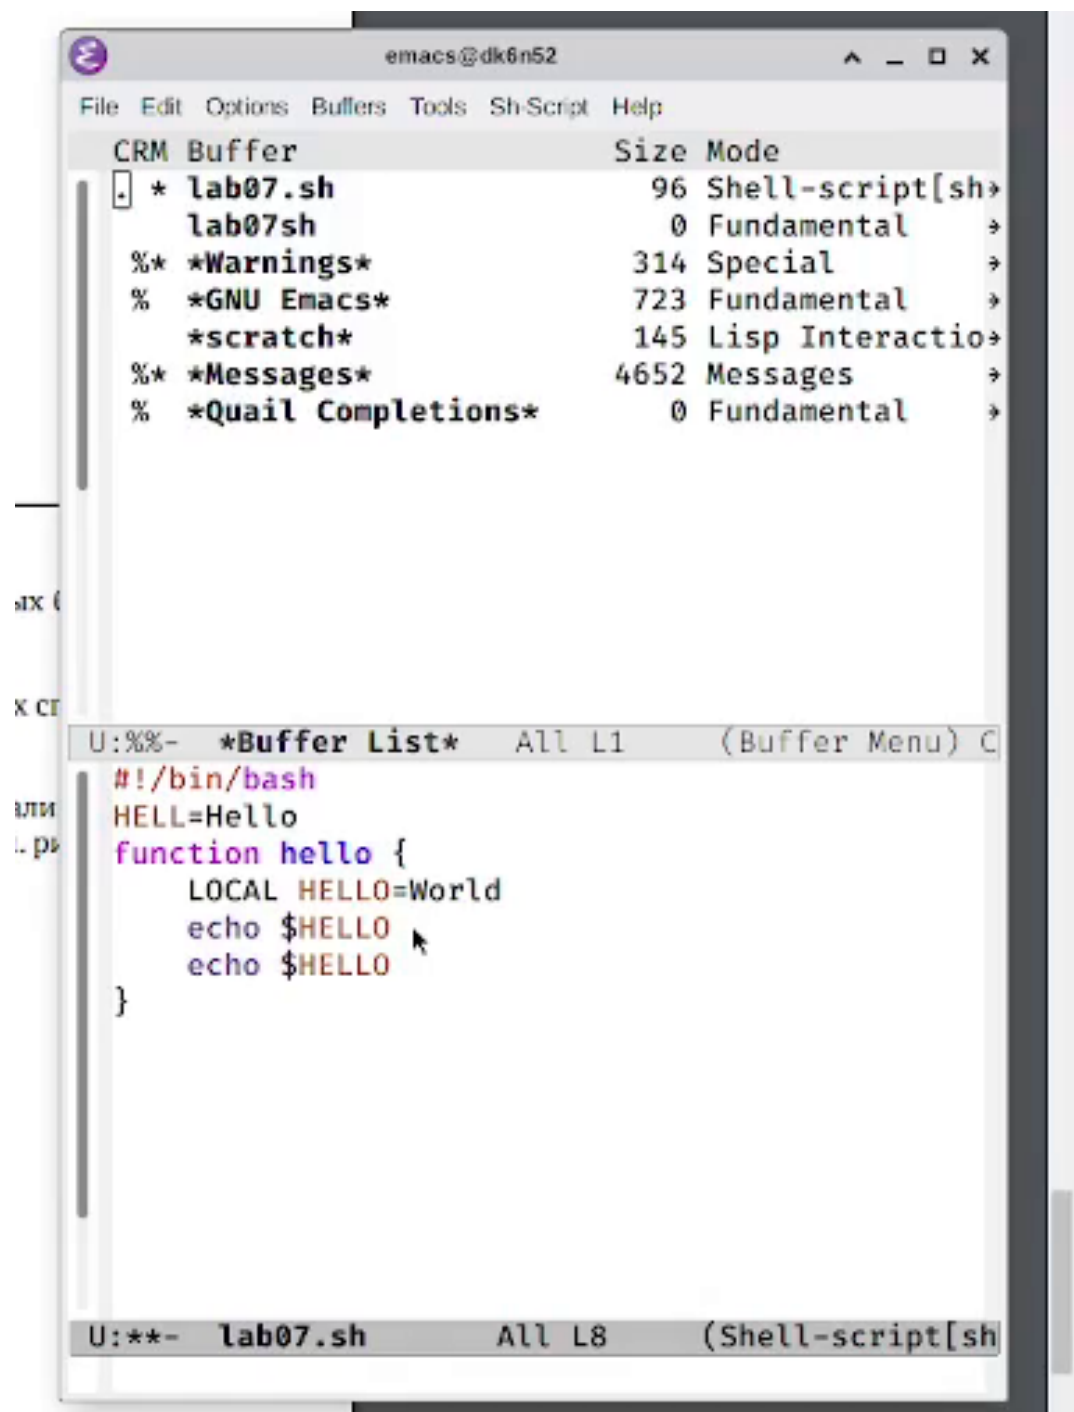 emacs@dk6n52
File Edit Options Buffers Tools Sh-Script Help
CRM Buffer Size Mode
. * lab07.sh 96 Shell-script[sh
lab07sh 0 Fundamental
%* *Warnings* 314 Special
% *GNU Emacs* 723 Fundamental
*scratch* 145 Lisp Interactio
%* *Messages* 4652 Messages
% *Quail Completions* 0 Fundamental
U:%%- *Buffer List* All L1 (Buffer Menu) C
#!/bin/bash
HELL=Hello
function hello {
LOCAL HELLO=World
echo $HELLO
echo $HELLO
}
U:**- lab07.sh All L8 (Shell-script[sh